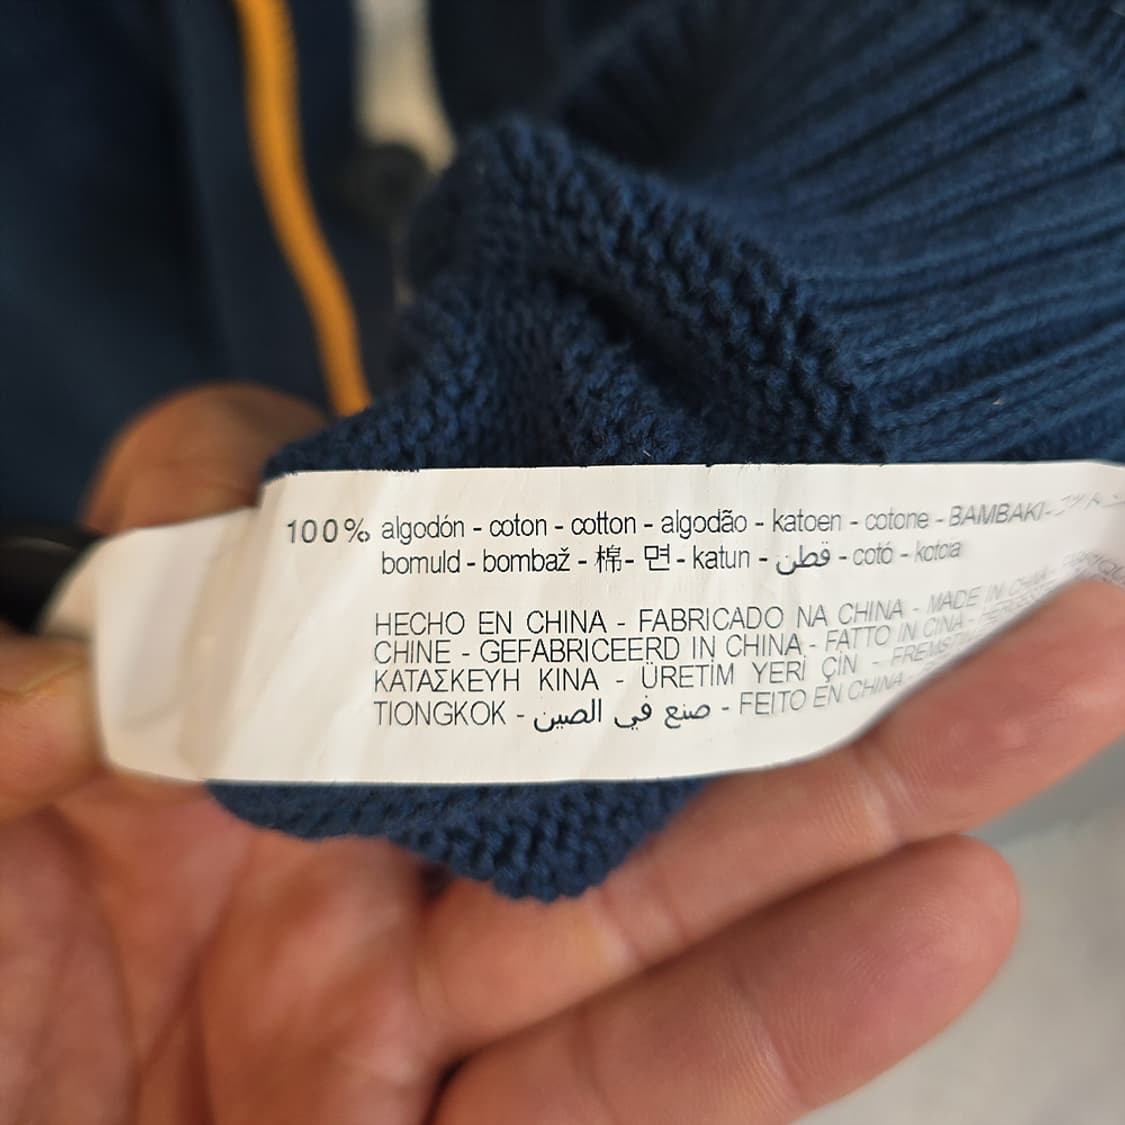 100% algodón - coton - cotton - algodão - katoen - cotone - BAMBAKI-
bomuld - bombaž - 棉 - 면 - katun - قطن - cotó - kotoia
HECHO EN CHINA - FABRICADO NA CHINA - MADE IN CHINA -
CHINE - GEFABRICEERD IN CHINA - FATTO IN CINA -
ΚΑΤΑΣΚΕΥΗ ΚΙΝΑ - ÜRETİM YERİ ÇİN -
TIONGKOK - صنع في الصين - FEITO EN CHINA -